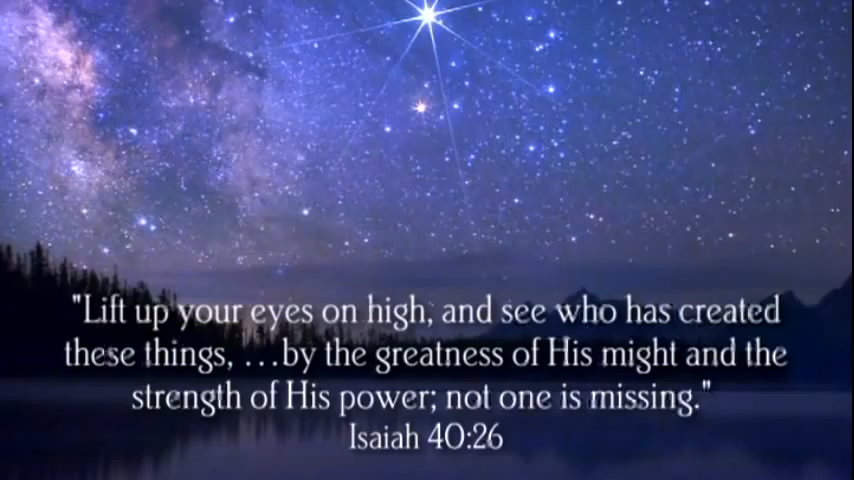 "Lift up your eyes on high, and see who has created
these things, ...by the greatness of His might and the
strength of His power; not one is missing."
Isaiah 40:26